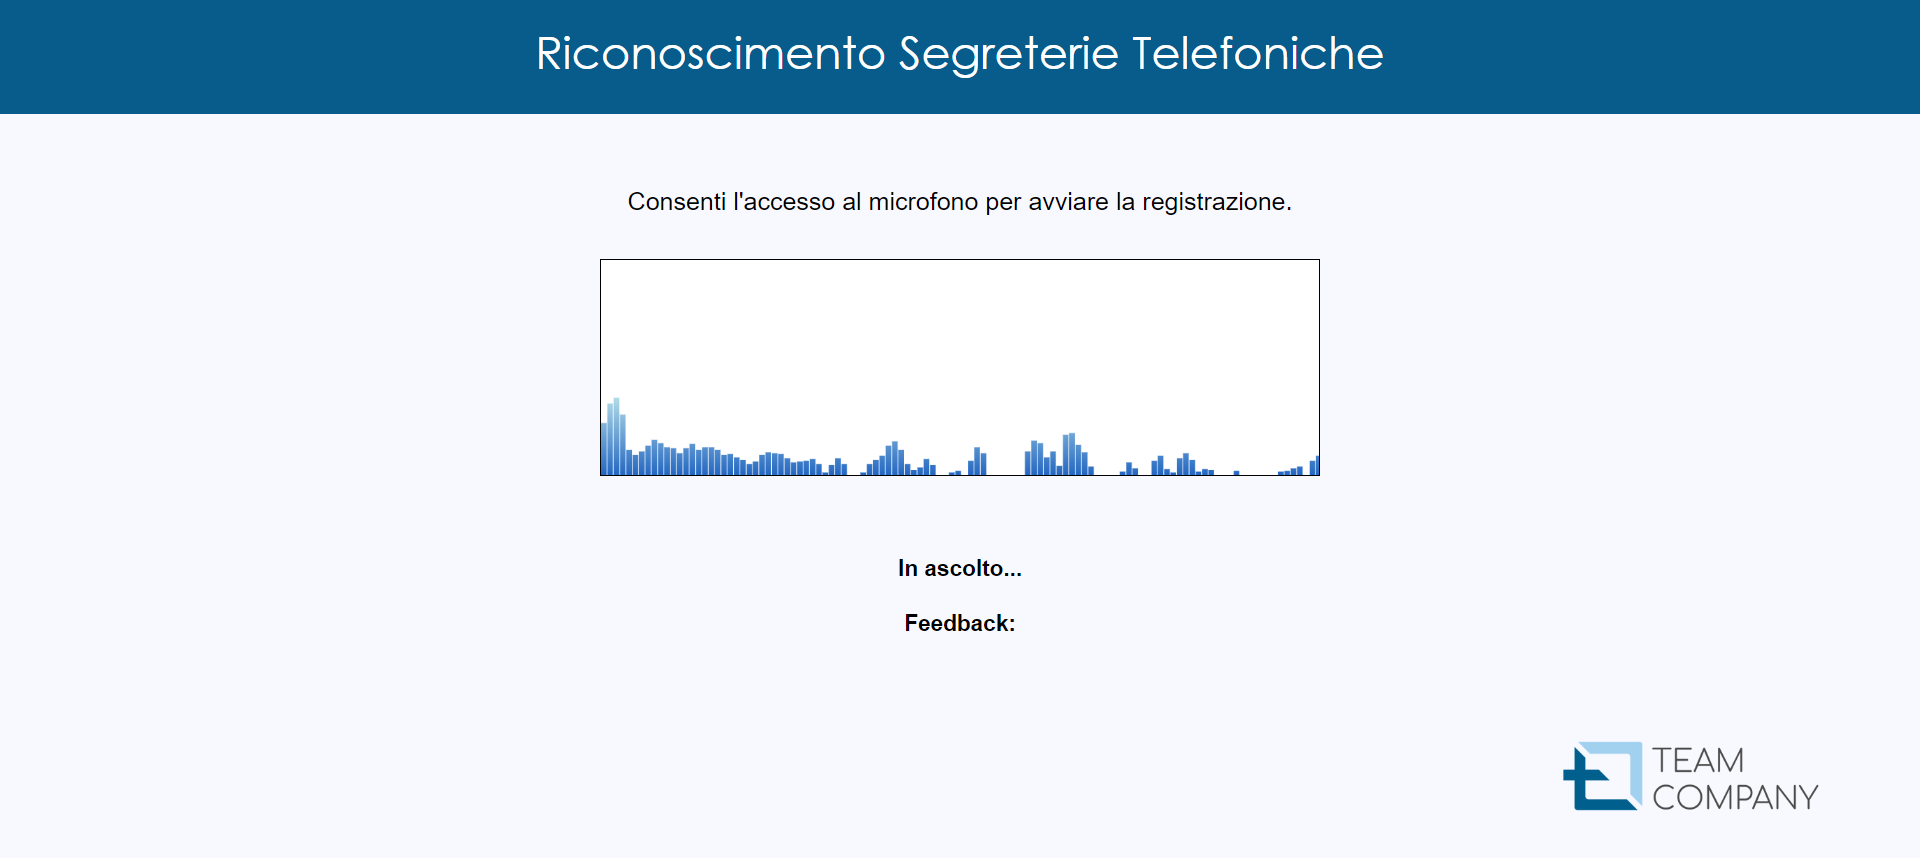 Riconoscimento Segreterie Telefoniche
Consenti l'accesso al microfono per avviare la registrazione.
In ascolto...
Feedback:
TEAM
COMPANY